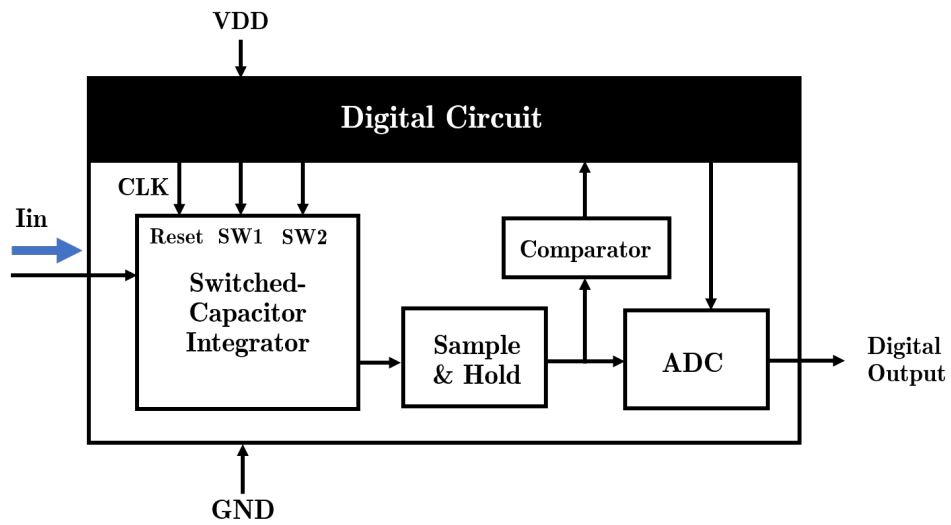 VDD
Digital Circuit
CLK
Iin
Reset SW1 SW2
Switched-
Capacitor
Integrator
Comparator
Sample
& Hold
ADC
Digital
Output
GND